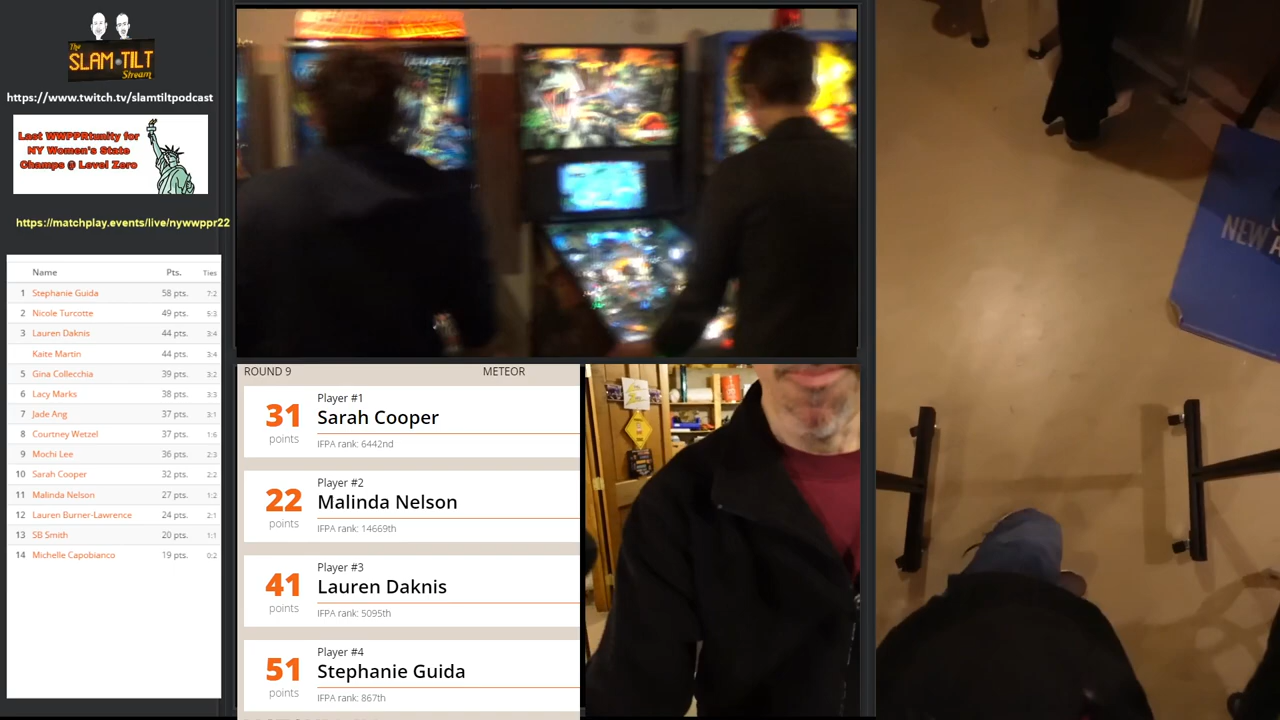 The
SLAM TILT
Stream
https://www.twitch.tv/slamtiltpodcast
Last WWPPRtunity for
NY Women's State
Champs @ Level Zero
https://matchplay.events/live/nywwppr22
Name Pts. Ties
1 Stephanie Guida 58 pts. 7:2
2 Nicole Turcotte 49 pts. 5:3
3 Lauren Daknis 44 pts. 3:4
Kaite Martin 44 pts. 3:4
5 Gina Collecchia 39 pts. 3:2
6 Lacy Marks 38 pts. 3:3
7 Jade Ang 37 pts. 3:1
8 Courtney Wetzel 37 pts. 1:6
9 Mochi Lee 36 pts. 2:3
10 Sarah Cooper 32 pts. 2:2
11 Malinda Nelson 27 pts. 1:2
12 Lauren Burner-Lawrence 24 pts. 2:1
13 SB Smith 20 pts. 1:1
14 Michelle Capobianco 19 pts. 0:2
ROUND 9 METEOR
31 points
Player #1
Sarah Cooper
IFPA rank: 6442nd
22 points
Player #2
Malinda Nelson
IFPA rank: 14669th
41 points
Player #3
Lauren Daknis
IFPA rank: 5095th
51 points
Player #4
Stephanie Guida
IFPA rank: 867th
NEW